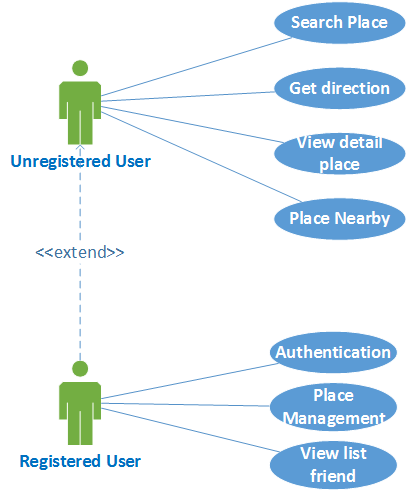 Search Place
Get direction
View detail
place
Unregistered User
Place Nearby
<<extend>>
Authentication
Place
Management
Registered User
View list
friend